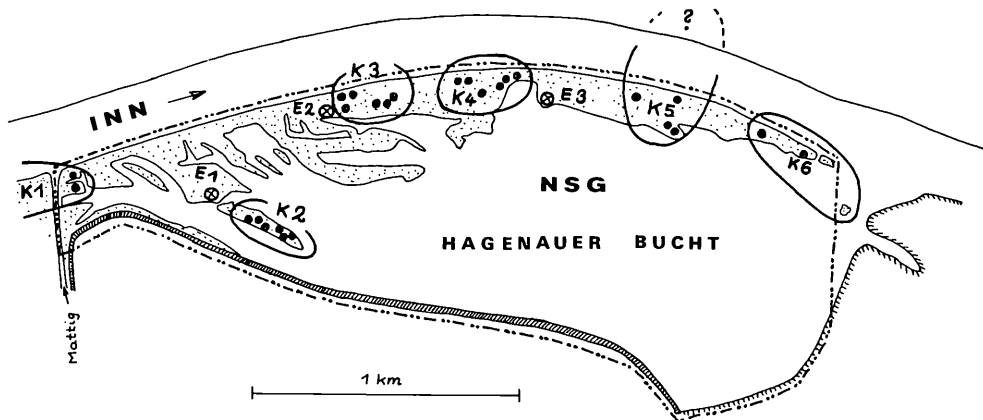 ?
INN
K3
K4
E2
E3
K5
K1
E1
K6
NSG
K2
HAGENAUER BUCHT
Mattig
1 km